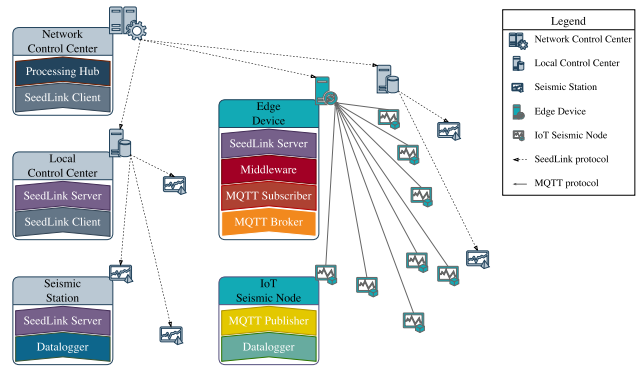 Network
Control Center
Processing Hub
SeedLink Client
Local
Control Center
SeedLink Server
SeedLink Client
Seismic
Station
SeedLink Server
Datalogger
Edge
Device
SeedLink Server
Middleware
MQTT Subscriber
MQTT Broker
IoT
Seismic Node
MQTT Publisher
Datalogger
Legend
Network Control Center
Local Control Center
Seismic Station
Edge Device
IoT Seismic Node
SeedLink protocol
MQTT protocol